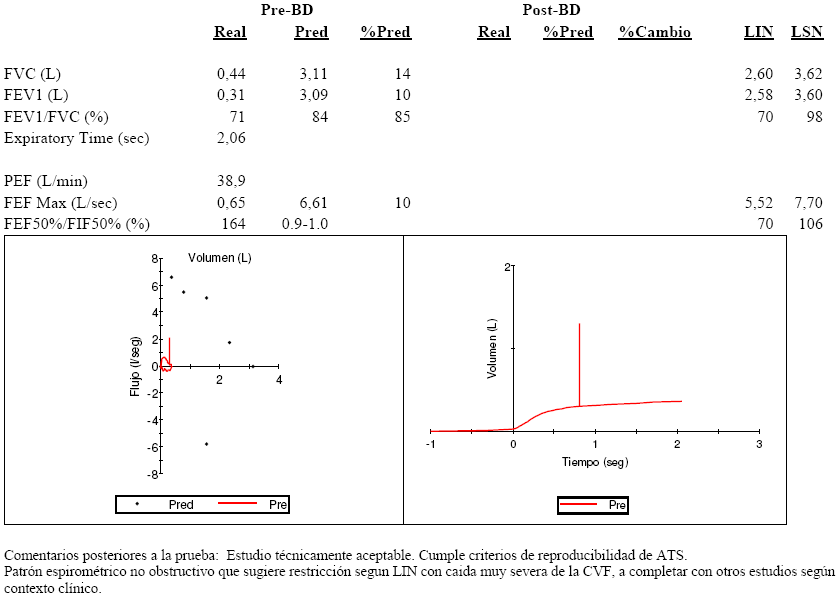 Pre-BD Post-BD
Real Pred %Pred Real %Pred %Cambio LIN LSN
FVC (L) 0,44 3,11 14 2,60 3,62
FEV1 (L) 0,31 3,09 10 2,58 3,60
FEV1/FVC (%) 71 84 85 70 98
Expiratory Time (sec) 2,06
PEF (L/min) 38,9
FEF Max (L/sec) 0,65 6,61 10 5,52 7,70
FEF50%/FIF50% (%) 164 0.9-1.0 70 106
Volumen (L)
8
6
4
2
0
-2
-4
-6
-8
2 4
Flujo (l/seg)
Pred Pre
2
Volumen (L)
-1 0 1 2 3
Tiempo (seg)
Pre
Comentarios posteriores a la prueba: Estudio técnicamente aceptable. Cumple criterios de reproducibilidad de ATS.
Patrón espirométrico no obstructivo que sugiere restricción segun LIN con caida muy severa de la CVF, a completar con otros estudios según
contexto clínico.